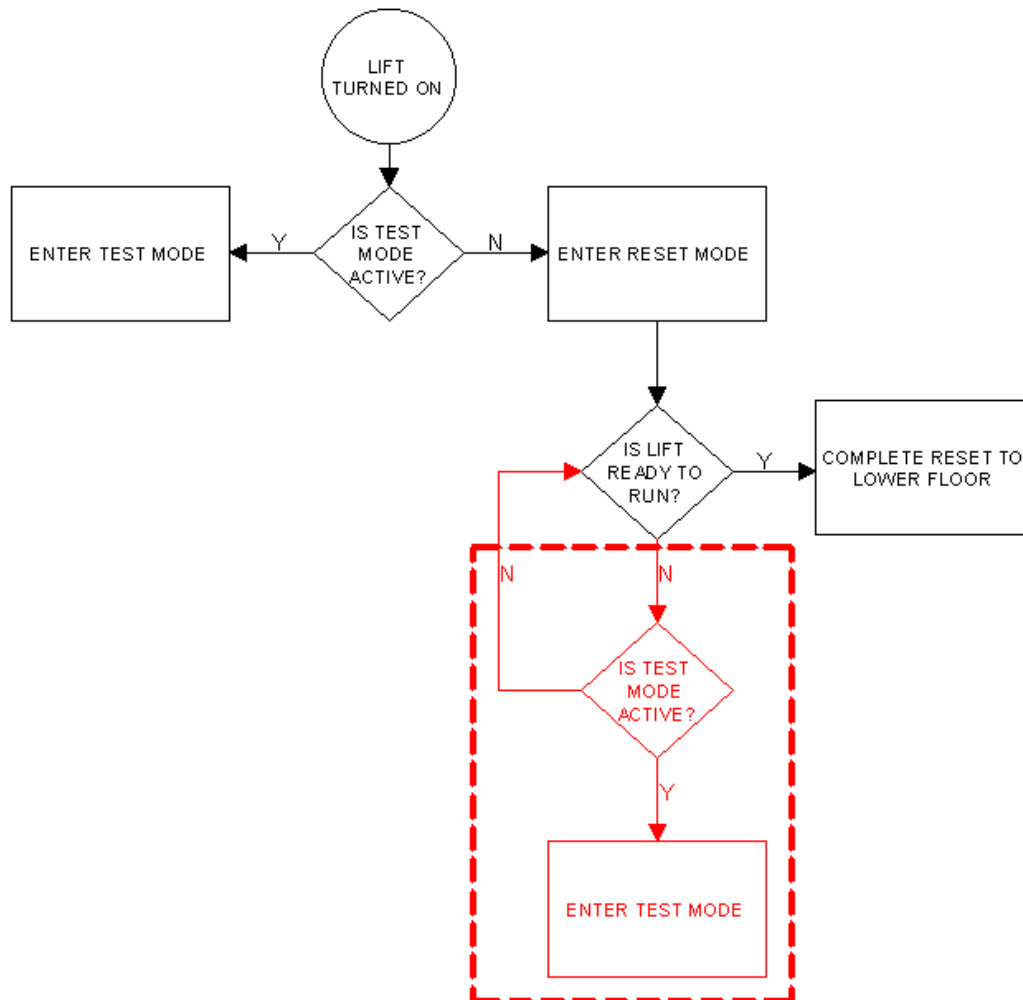 LIFT
TURNED ON
ENTER TEST MODE
Y
IS TEST
MODE
ACTIVE?
N
ENTER RESET MODE
IS LIFT
READY TO
RUN?
Y
COMPLETE RESET TO
LOWER FLOOR
N
N
IS TEST
MODE
ACTIVE?
Y
ENTER TEST MODE